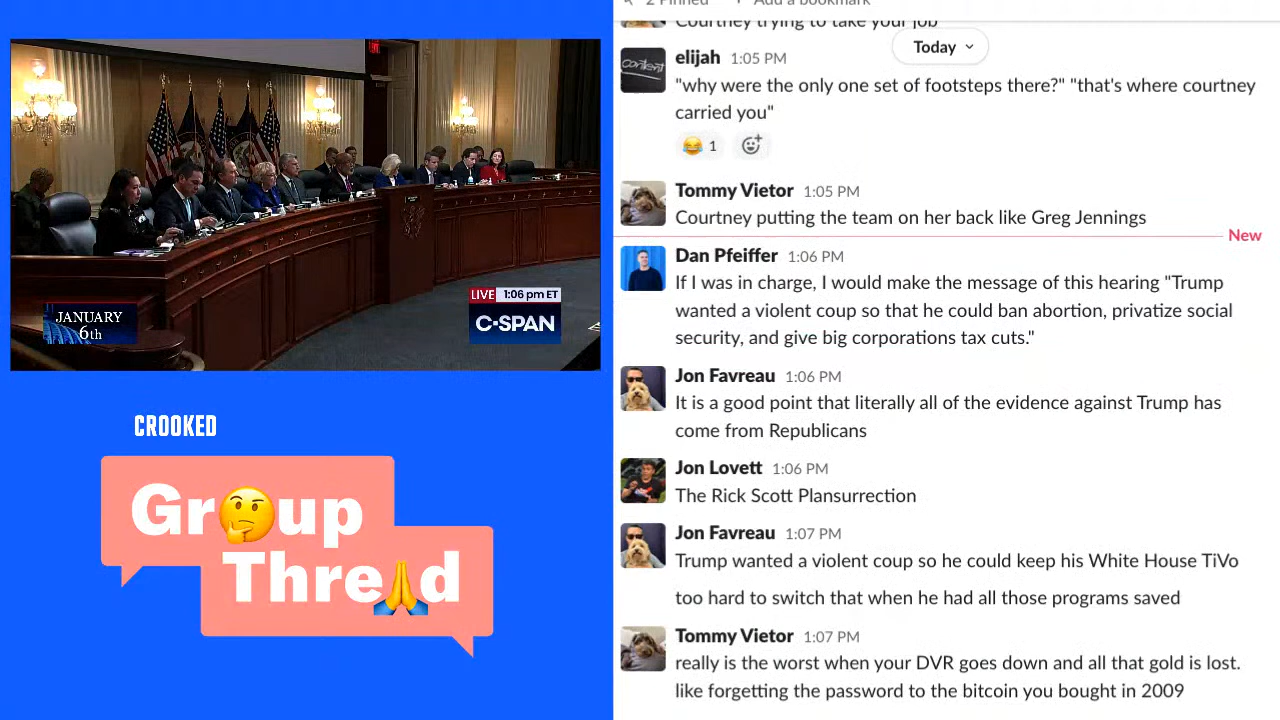 JANUARY
6th
LIVE 1:06 pm ET
C-SPAN
CROOKED
Gr🤔up
Thre🙏d
2 Pinned + Add a bookmark
Courtney trying to take your job
Today
elijah 1:05 PM
"why were the only one set of footsteps there?" "that's where courtney
carried you"
😂 1
Tommy Vietor 1:05 PM
Courtney putting the team on her back like Greg Jennings
New
Dan Pfeiffer 1:06 PM
If I was in charge, I would make the message of this hearing "Trump
wanted a violent coup so that he could ban abortion, privatize social
security, and give big corporations tax cuts."
Jon Favreau 1:06 PM
It is a good point that literally all of the evidence against Trump has
come from Republicans
Jon Lovett 1:06 PM
The Rick Scott Plansurrection
Jon Favreau 1:07 PM
Trump wanted a violent coup so he could keep his White House TiVo
too hard to switch that when he had all those programs saved
Tommy Vietor 1:07 PM
really is the worst when your DVR goes down and all that gold is lost.
like forgetting the password to the bitcoin you bought in 2009